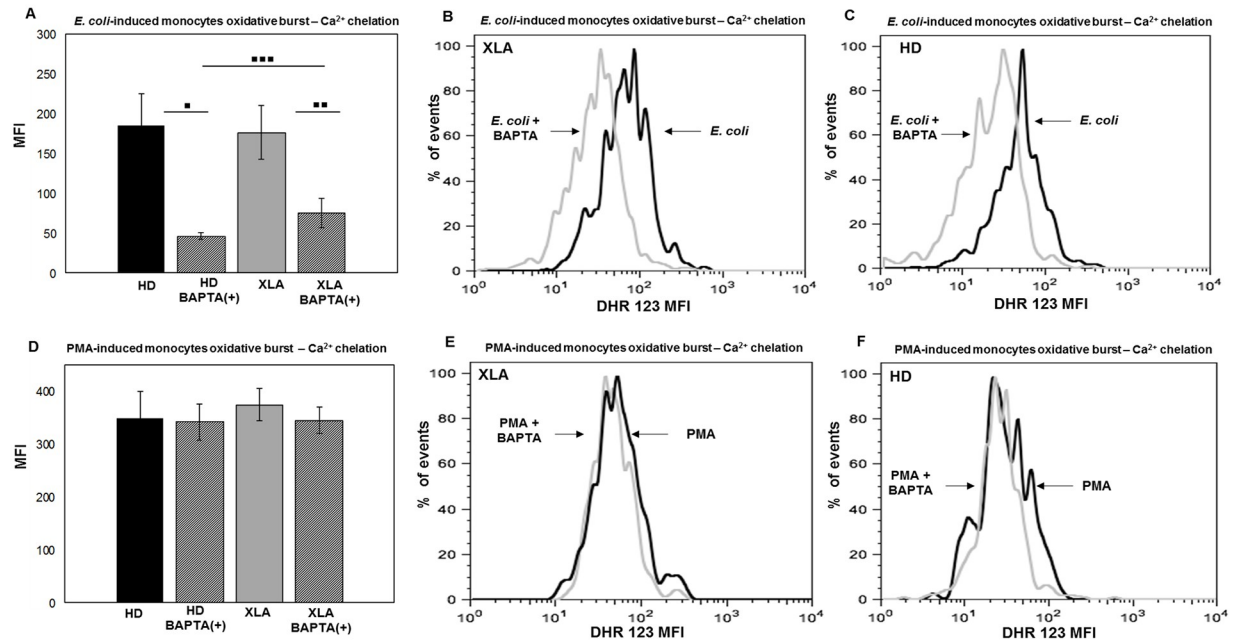 A
E. coli-induced monocytes oxidative burst – Ca2+ chelation
300
250
200
150
100
50
0
MFI
■
■■■
■■
HD
HD
BAPTA(+)
XLA
XLA
BAPTA(+)
B
E. coli-induced monocytes oxidative burst – Ca2+ chelation
XLA
100
80
60
40
20
0
% of events
E. coli +
BAPTA
E. coli
10⁰ 10¹ 10² 10³ 10⁴
DHR 123 MFI
C
E. coli-induced monocytes oxidative burst – Ca2+ chelation
HD
100
80
60
40
20
0
% of events
E. coli +
BAPTA
E. coli
10⁰ 10¹ 10² 10³ 10⁴
DHR 123 MFI
D
PMA-induced monocytes oxidative burst – Ca2+ chelation
400
300
200
100
0
MFI
HD
HD
BAPTA(+)
XLA
XLA
BAPTA(+)
E
PMA-induced monocytes oxidative burst – Ca2+ chelation
XLA
100
80
60
40
20
0
% of events
PMA +
BAPTA
PMA
10⁰ 10¹ 10² 10³ 10⁴
DHR 123 MFI
F
PMA-induced monocytes oxidative burst – Ca2+ chelation
HD
100
80
60
40
20
0
% of events
PMA +
BAPTA
PMA
10⁰ 10¹ 10² 10³ 10⁴
DHR 123 MFI